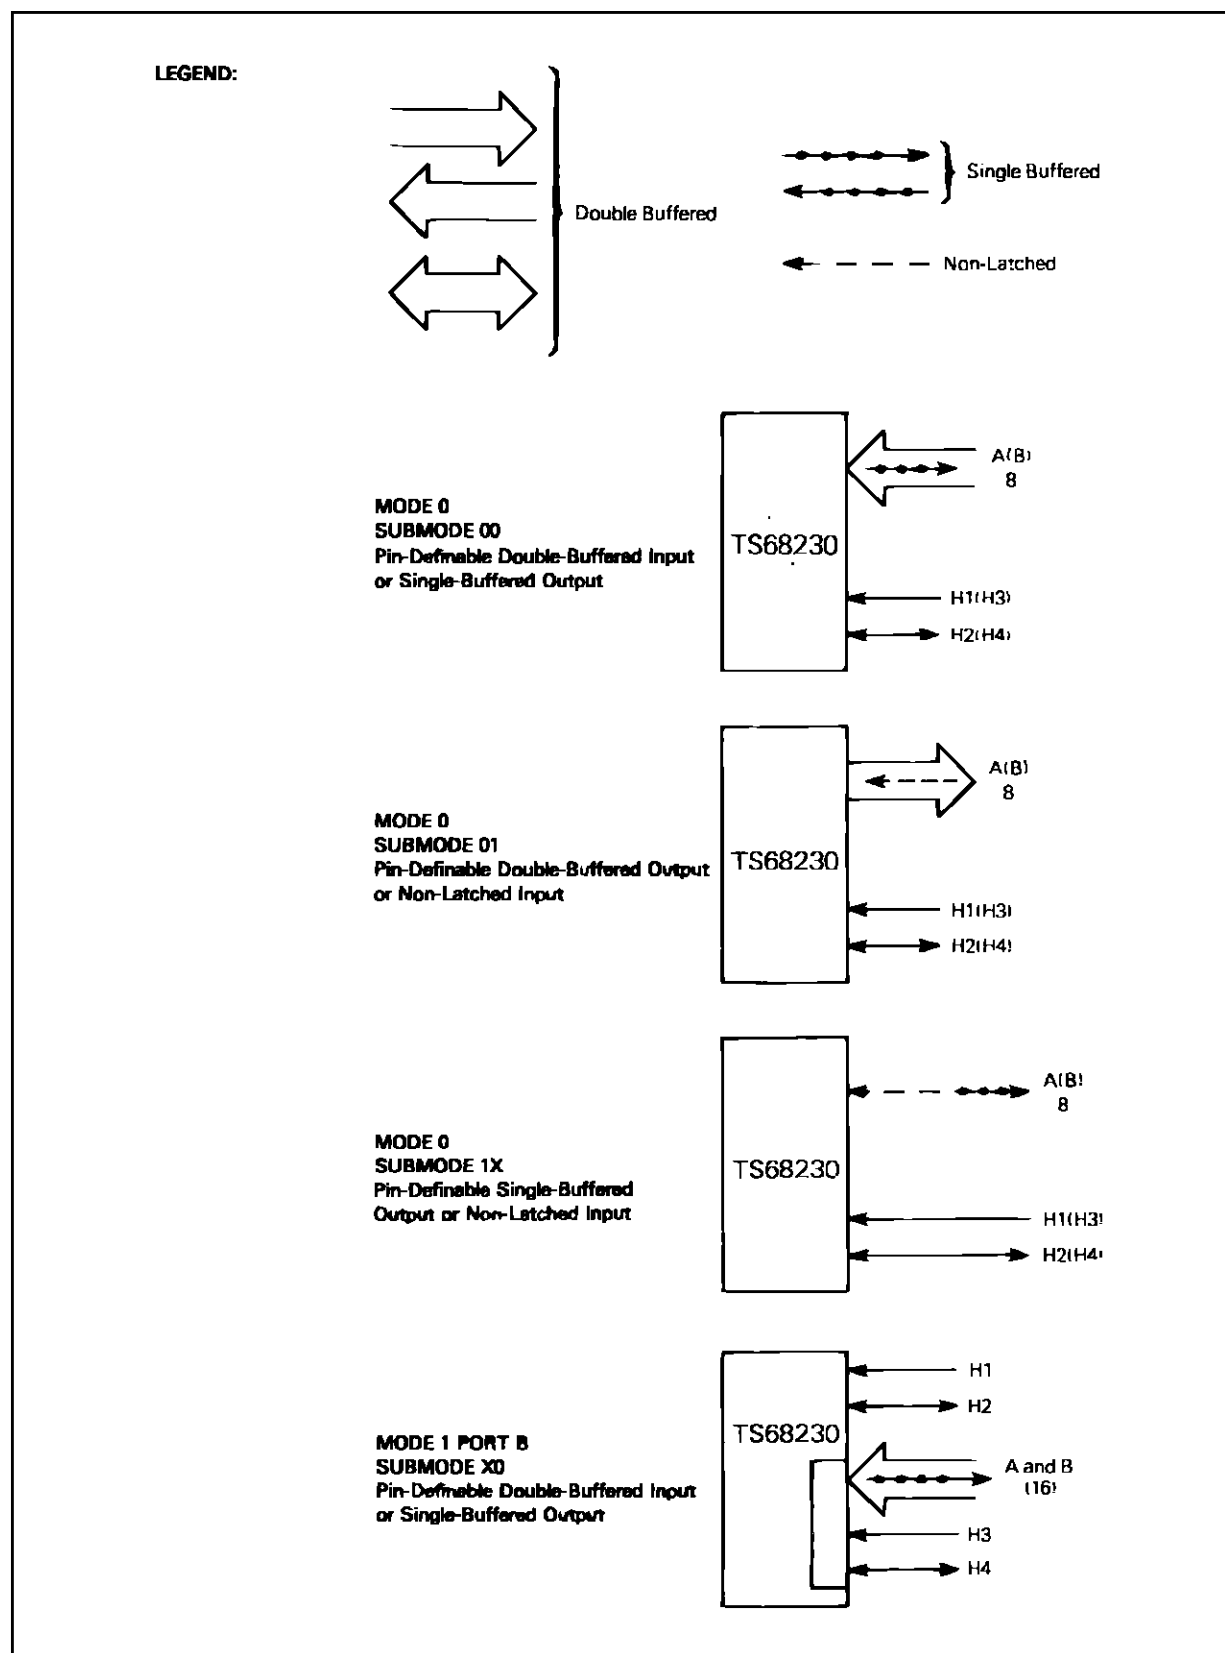 LEGEND:
Double Buffered
Single Buffered
Non-Latched
MODE 0
SUBMODE 00
Pin-Definable Double-Buffered Input
or Single-Buffered Output
TS68230
A(B)
8
H1(H3)
H2(H4)
MODE 0
SUBMODE 01
Pin-Definable Double-Buffered Output
or Non-Latched Input
TS68230
A(B)
8
H1(H3)
H2(H4)
MODE 0
SUBMODE 1X
Pin-Definable Single-Buffered
Output or Non-Latched Input
TS68230
A(B)
8
H1(H3)
H2(H4)
MODE 1 PORT B
SUBMODE X0
Pin-Definable Double-Buffered Input
or Single-Buffered Output
TS68230
H1
H2
A and B
(16)
H3
H4